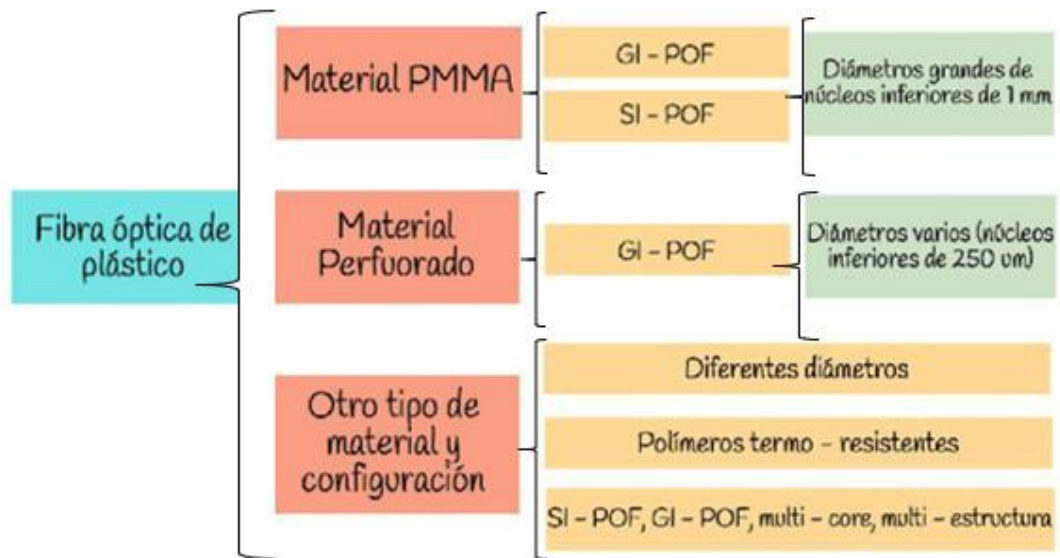 Fibra óptica de
plástico
Material PMMA
GI - POF
SI - POF
Diámetros grandes de
núcleos inferiores de 1 mm
Material
Perfuorado
GI - POF
Diámetros varios (núcleos
inferiores de 250 um)
Otro tipo de
material y
configuración
Diferentes diámetros
Polímeros termo - resistentes
SI - POF, GI - POF, multi - core, multi - estructura